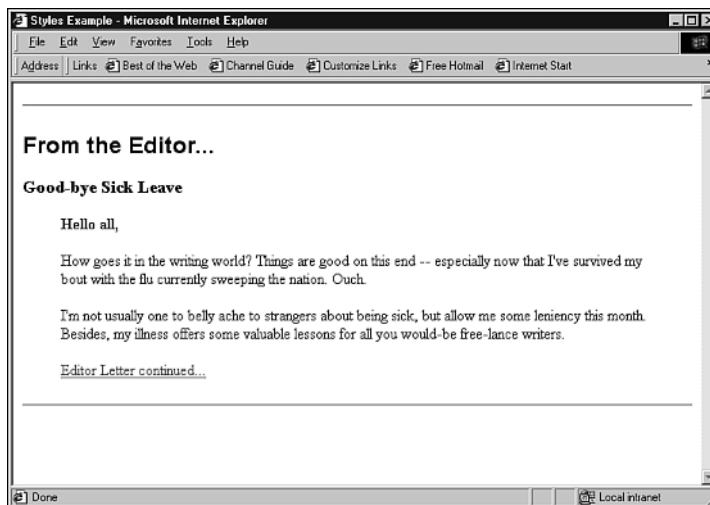 Styles Example - Microsoft Internet Explorer
File Edit View Favorites Tools Help
Address Links Best of the Web Channel Guide Customize Links Free Hotmail Internet Start
From the Editor...
Good-bye Sick Leave
Hello all,
How goes it in the writing world? Things are good on this end -- especially now that I've survived my
bout with the flu currently sweeping the nation. Ouch.
I'm not usually one to belly ache to strangers about being sick, but allow me some leniency this month.
Besides, my illness offers some valuable lessons for all you would-be free-lance writers.
Editor Letter continued...
Done Local intranet